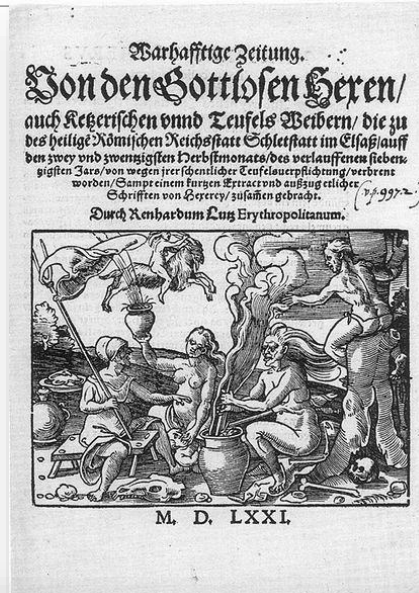 Warhafftige Zeitung.
Von den Gottlosen Hexen/
auch Ketzerischen vnnd Teufels Weibern/ die zu
des heiligē Römischen Reichsstatt Schletstatt im Elsaß/ auff
den zwey vnd zwentzigsten Herbstmonats/ des verlauffenen sieben-
tzigsten Jars/ von wegen jrer schentlicher Teufelsverpflichtung/ verbrent
worden/ Sampt einem kurtzen Extract vnd außzug etlicher
Schrifften von Hexerey/ zusamen gebracht.
Durch Renhardum Lutz Erythropolitanum.
M. D. LXXI.